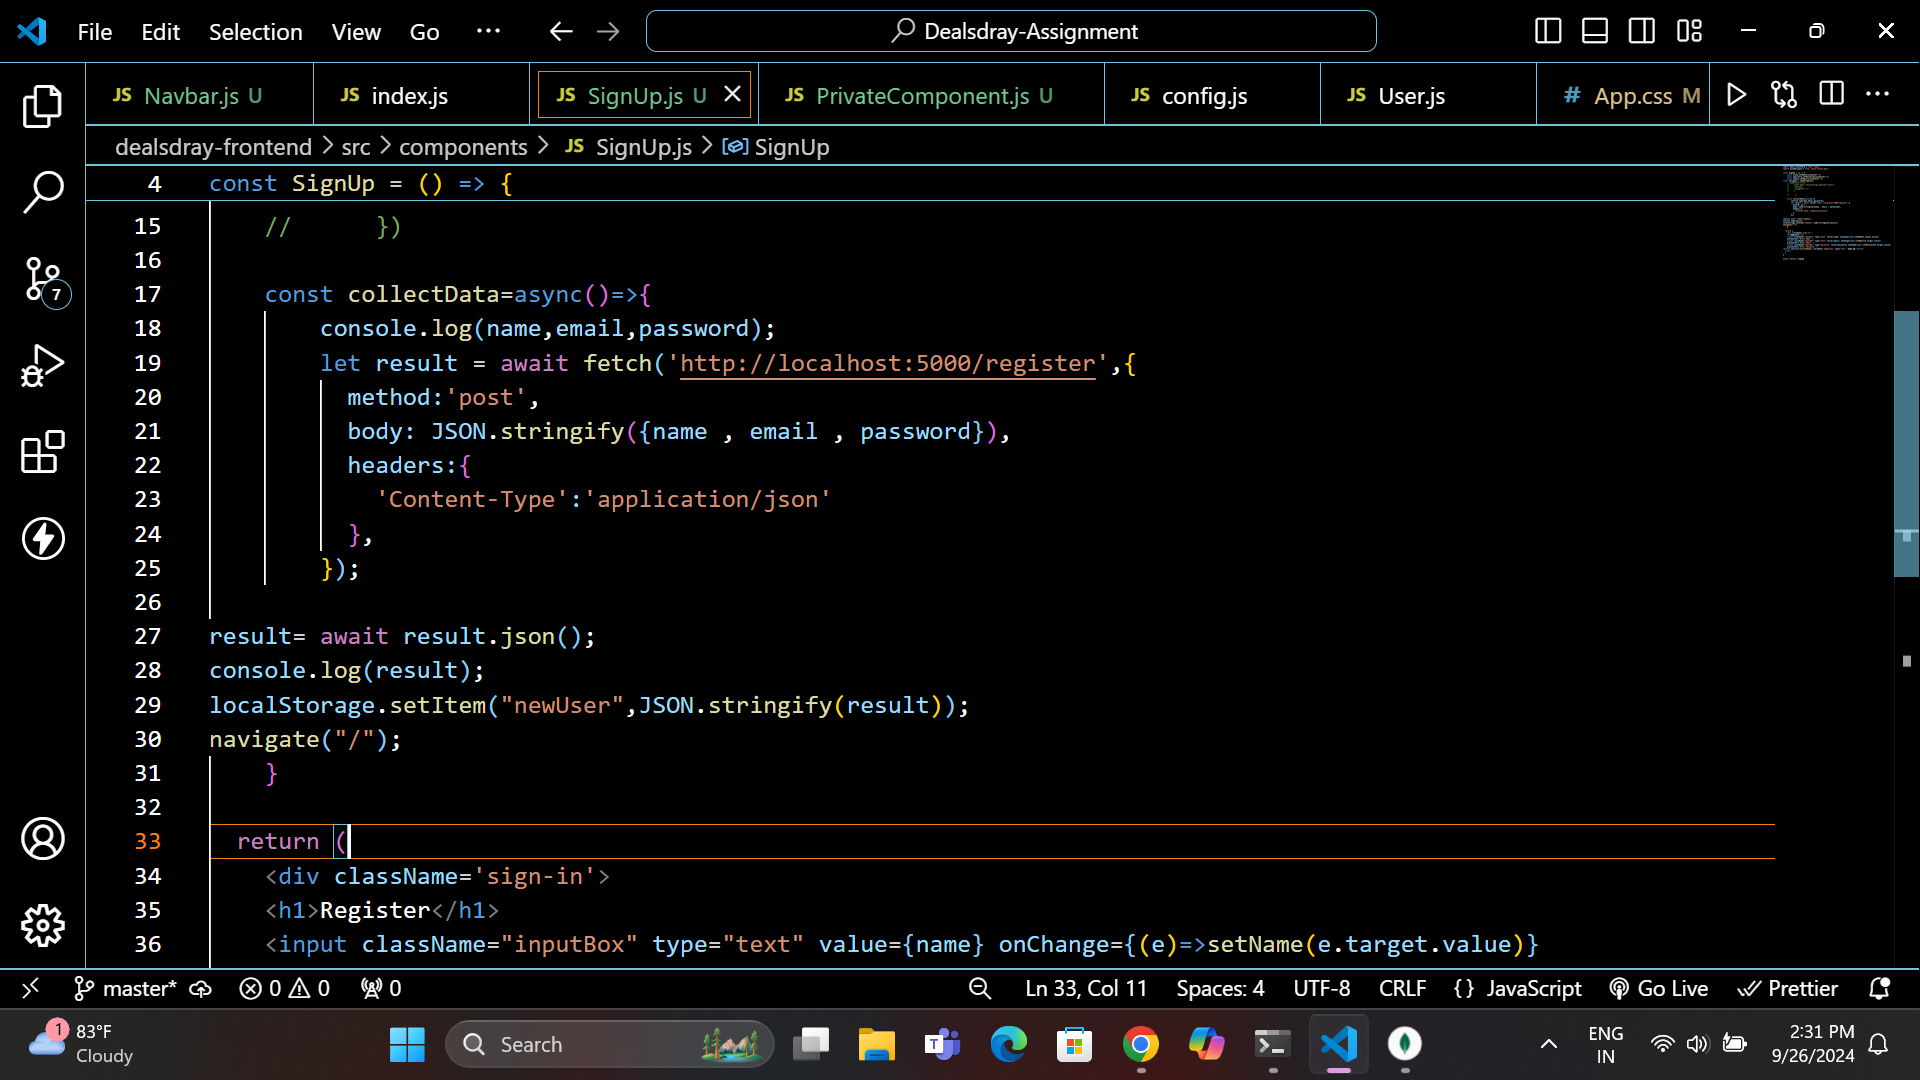 File Edit Selection View Go ··· Dealsdray-Assignment
JS Navbar.js U JS index.js JS SignUp.js U JS PrivateComponent.js U JS config.js JS User.js # App.css M ···
dealsdray-frontend > src > components > JS SignUp.js > SignUp
4 const SignUp = () => {
15 // })
16
17 const collectData=async()=>{
18 console.log(name,email,password);
19 let result = await fetch('http://localhost:5000/register',{
20 method:'post',
21 body: JSON.stringify({name , email , password}),
22 headers:{
23 'Content-Type':'application/json'
24 },
25 });
26
27 result= await result.json();
28 console.log(result);
29 localStorage.setItem("newUser",JSON.stringify(result));
30 navigate("/");
31 }
32
33 return (
34 <div className='sign-in'>
35 <h1>Register</h1>
36 <input className="inputBox" type="text" value={name} onChange={(e)=>setName(e.target.value)}
7
master* 0 0 0 Ln 33, Col 11 Spaces: 4 UTF-8 CRLF {} JavaScript Go Live Prettier
1 83°F
Cloudy
Search
T
ENG
IN
2:31 PM
9/26/2024